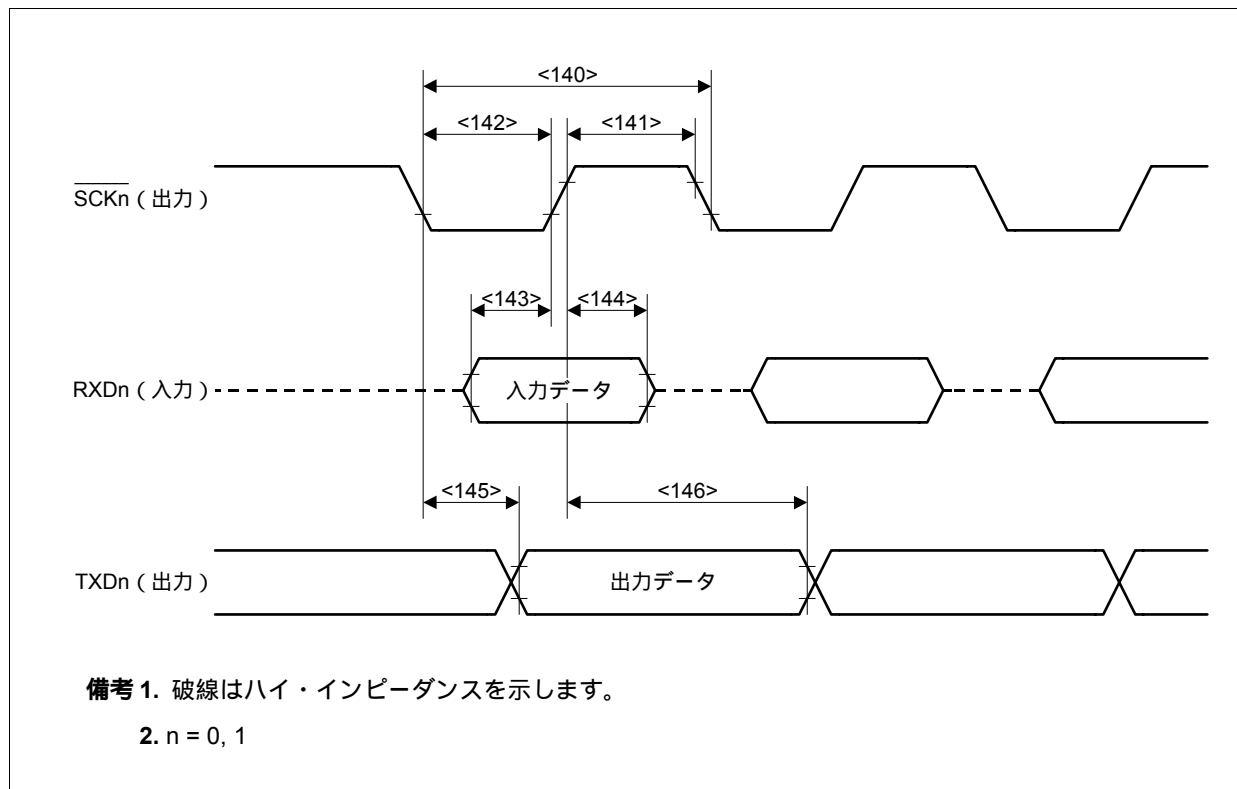 <140>
<142>
<141>
SCKn（出力）
<143>
<144>
RXDn（入力）
入力データ
<145>
<146>
TXDn（出力）
出力データ
備考 1. 破線はハイ・インピーダンスを示します。
2. n = 0, 1